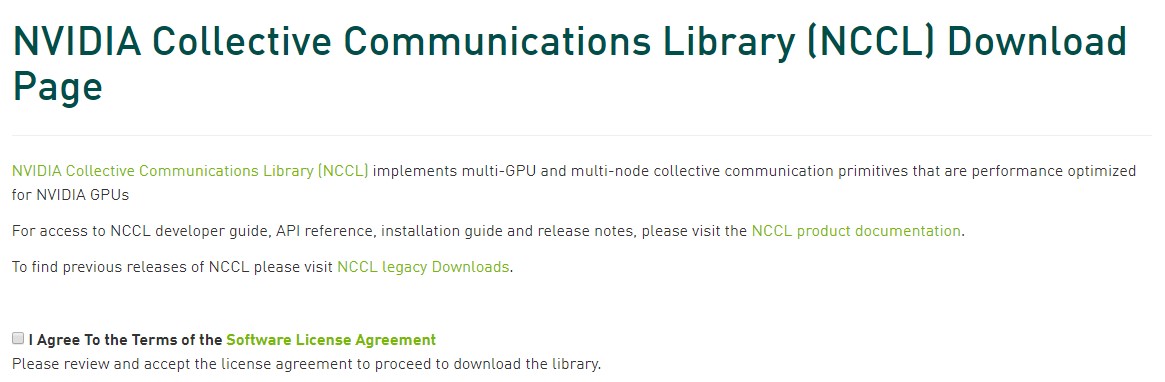 NVIDIA Collective Communications Library (NCCL) Download
Page
NVIDIA Collective Communications Library (NCCL) implements multi-GPU and multi-node collective communication primitives that are performance optimized
for NVIDIA GPUs
For access to NCCL developer guide, API reference, installation guide and release notes, please visit the NCCL product documentation.
To find previous releases of NCCL please visit NCCL legacy Downloads.
I Agree To the Terms of the Software License Agreement
Please review and accept the license agreement to proceed to download the library.